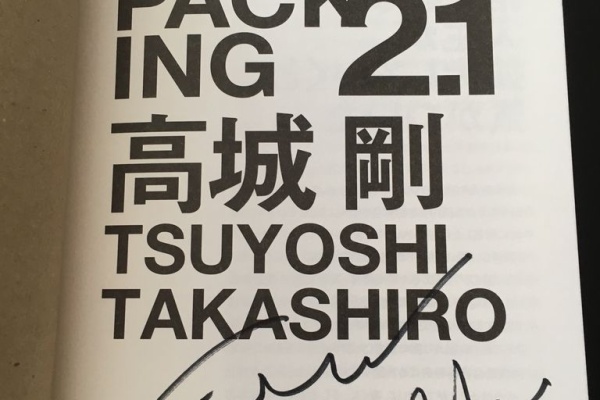 PACK
ING 2.1
高城 剛
TSUYOSHI
TAKASHIRO